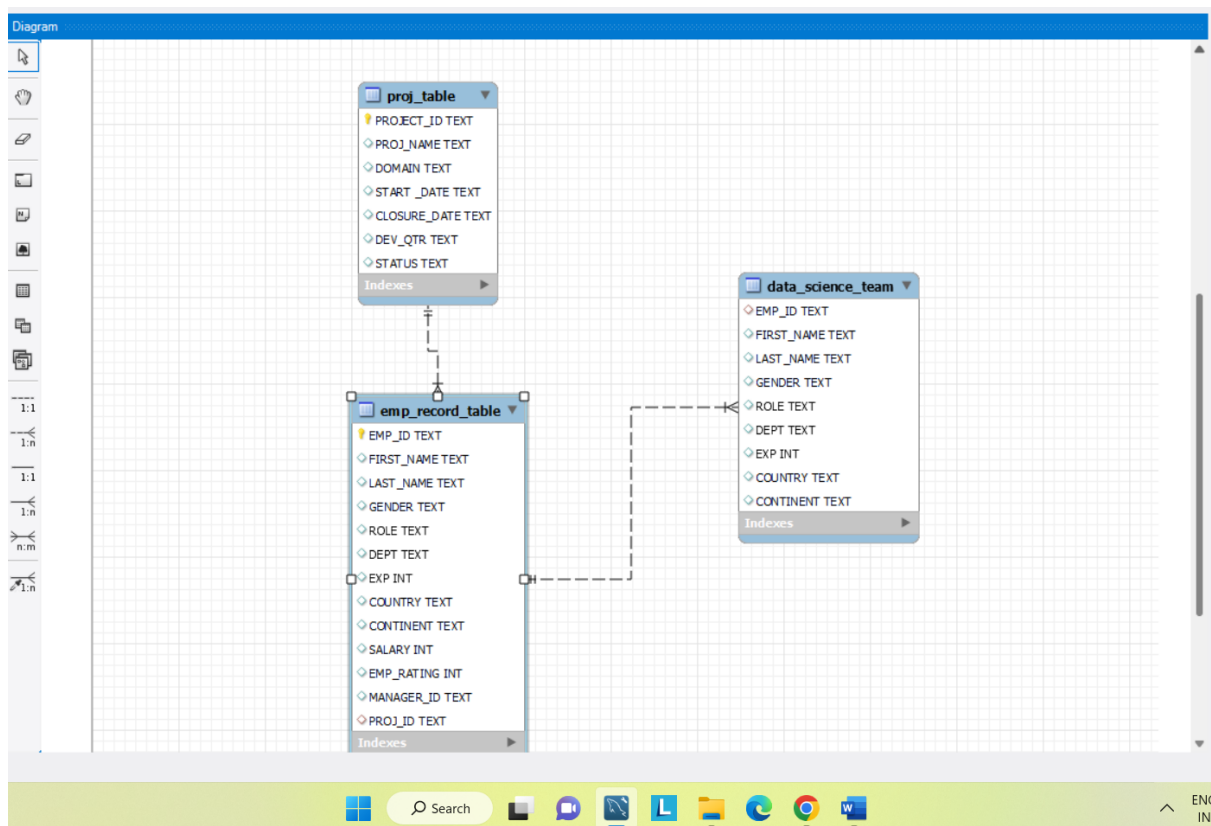 Diagram
proj_table
PROJECT_ID TEXT
PROJ_NAME TEXT
DOMAIN TEXT
START _DATE TEXT
CLOSURE_DATE TEXT
DEV_QTR TEXT
STATUS TEXT
Indexes
data_science_team
EMP_ID TEXT
FIRST_NAME TEXT
LAST_NAME TEXT
GENDER TEXT
ROLE TEXT
DEPT TEXT
EXP INT
COUNTRY TEXT
CONTINENT TEXT
Indexes
emp_record_table
EMP_ID TEXT
FIRST_NAME TEXT
LAST_NAME TEXT
GENDER TEXT
ROLE TEXT
DEPT TEXT
EXP INT
COUNTRY TEXT
CONTINENT TEXT
SALARY INT
EMP_RATING INT
MANAGER_ID TEXT
PROJ_ID TEXT
Indexes
1:1
1:n
1:1
1:n
n:m
1:n
Search
L
W
ENG
IN